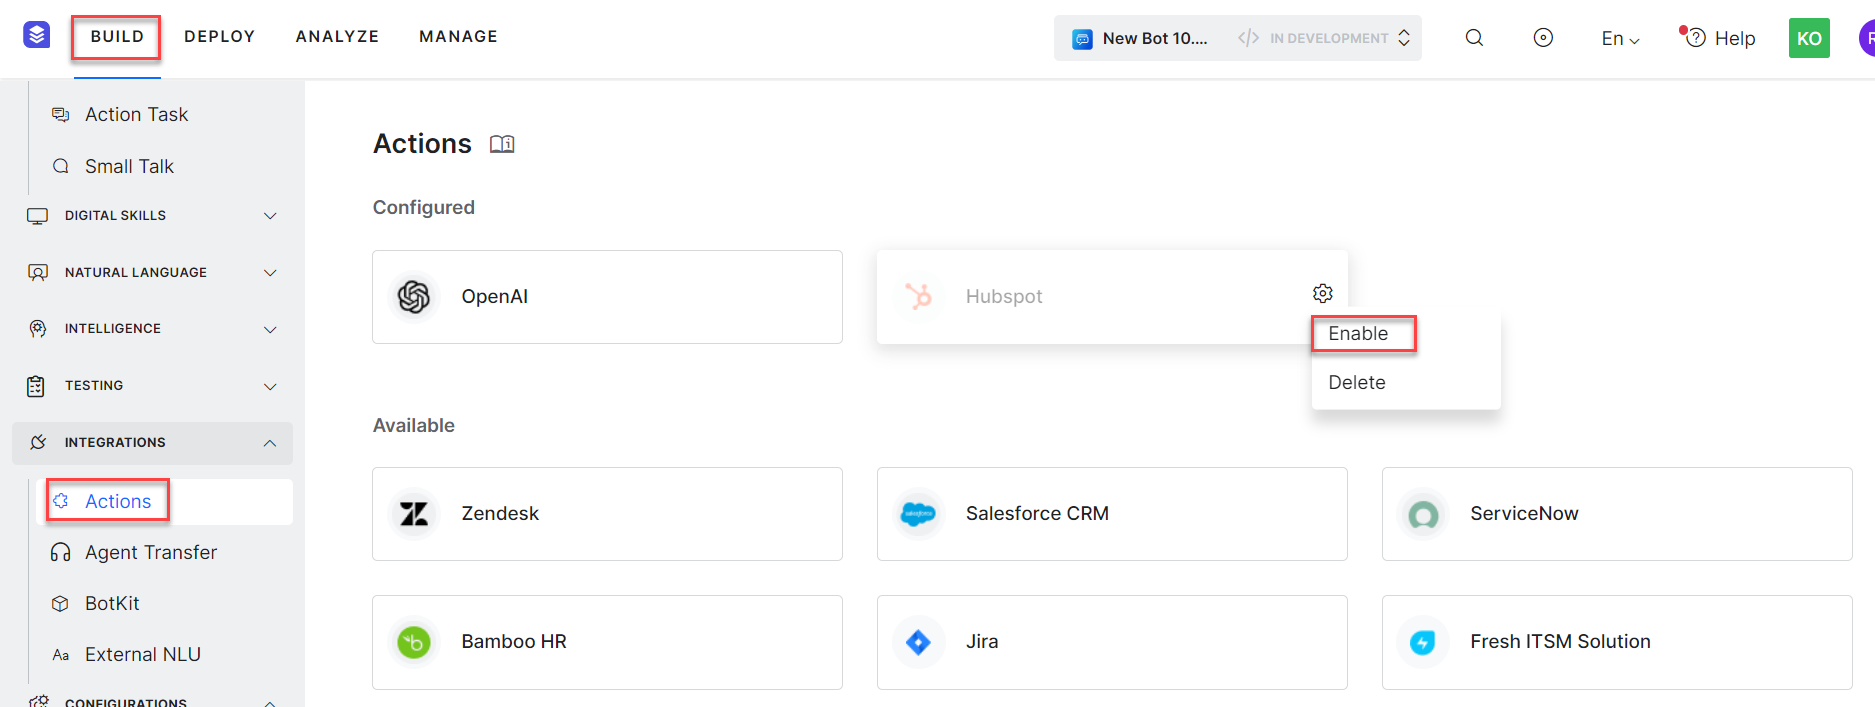 BUILD DEPLOY ANALYZE MANAGE New Bot 10.... </> IN DEVELOPMENT En Help KO R
Action Task
Small Talk
DIGITAL SKILLS
NATURAL LANGUAGE
INTELLIGENCE
TESTING
INTEGRATIONS
Actions
Agent Transfer
BotKit
Aa External NLU
CONFIGURATIONS
Actions
Configured
OpenAI
Hubspot
Enable
Delete
Available
Zendesk
salesforce Salesforce CRM
ServiceNow
b Bamboo HR
Jira
Fresh ITSM Solution